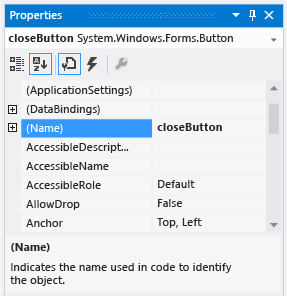 Properties
closeButton System.Windows.Forms.Button
(ApplicationSettings)
(DataBindings)
(Name) closeButton
AccessibleDescript...
AccessibleName
AccessibleRole Default
AllowDrop False
Anchor Top, Left
(Name)
Indicates the name used in code to identify
the object.